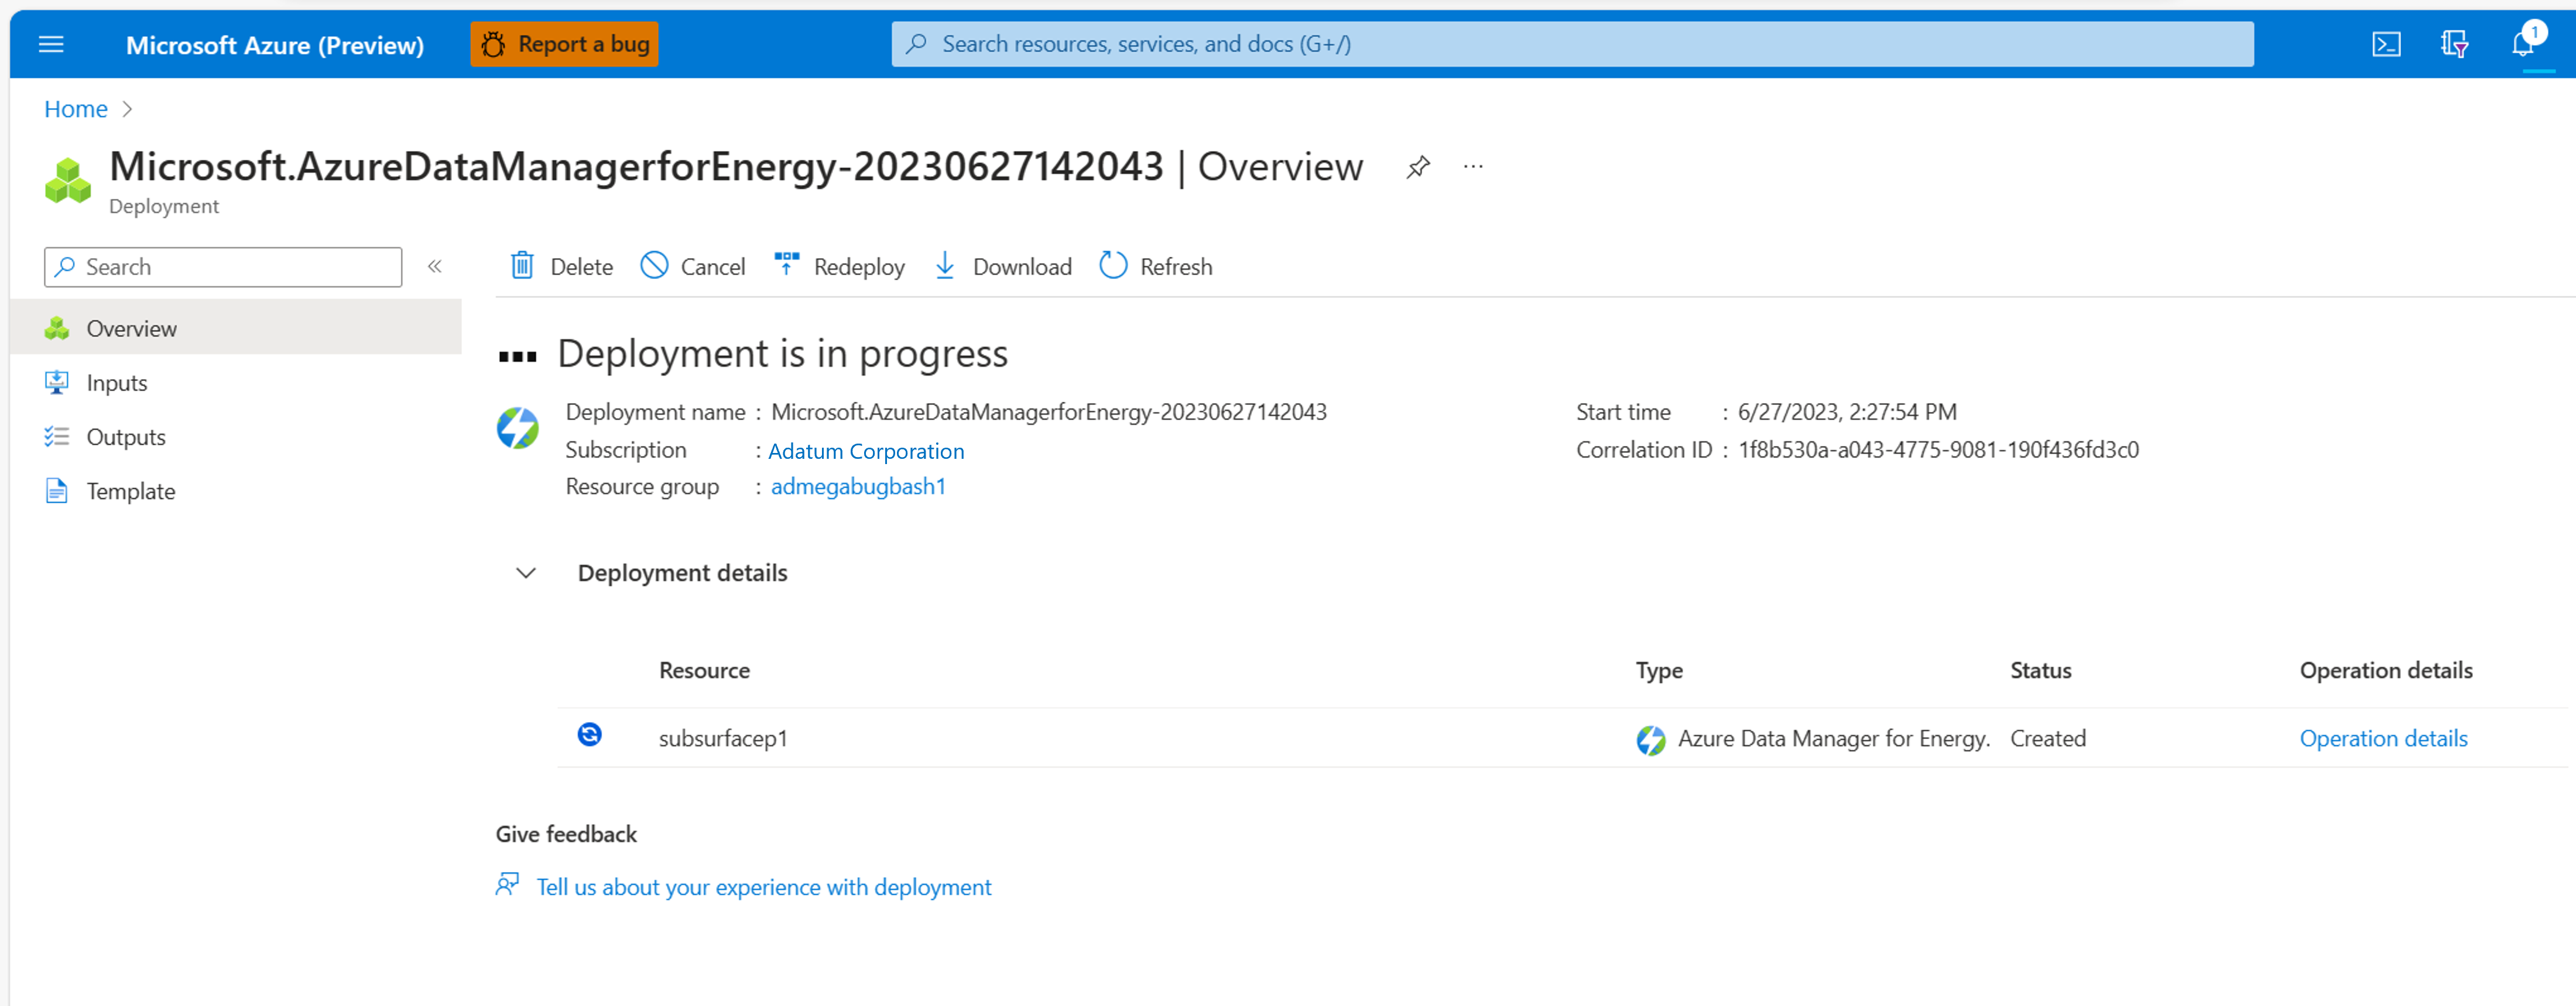 Microsoft Azure (Preview) Report a bug Search resources, services, and docs (G+/) 1
Home
Microsoft.AzureDataManagerforEnergy-20230627142043 | Overview ...
Deployment
Search «
Delete Cancel Redeploy Download Refresh
Overview
Inputs
Outputs
Template
Deployment is in progress
Deployment name : Microsoft.AzureDataManagerforEnergy-20230627142043
Subscription : Adatum Corporation
Resource group : admegabugbash1
Start time : 6/27/2023, 2:27:54 PM
Correlation ID : 1f8b530a-a043-4775-9081-190f436fd3c0
Deployment details
Resource Type Status Operation details
subsurfacep1 Azure Data Manager for Energy. Created Operation details
Give feedback
Tell us about your experience with deployment